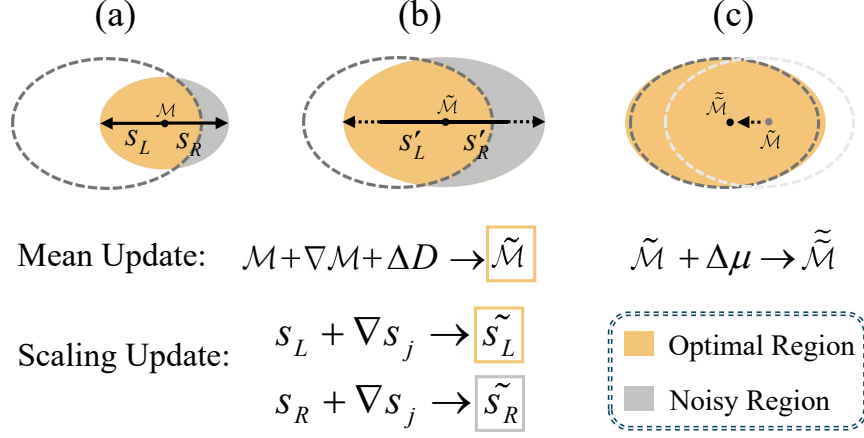 (a) (b) (c)
ℳ ℳ̃ ℳ̃̃
s_L s_R s′_L s′_R ℳ̃
Mean Update: ℳ+∇ℳ+ΔD → ℳ̃ ℳ̃ + Δμ → ℳ̃̃
Scaling Update:
s_L + ∇s_j → s̃_L
s_R + ∇s_j → s̃_R
Optimal Region
Noisy Region